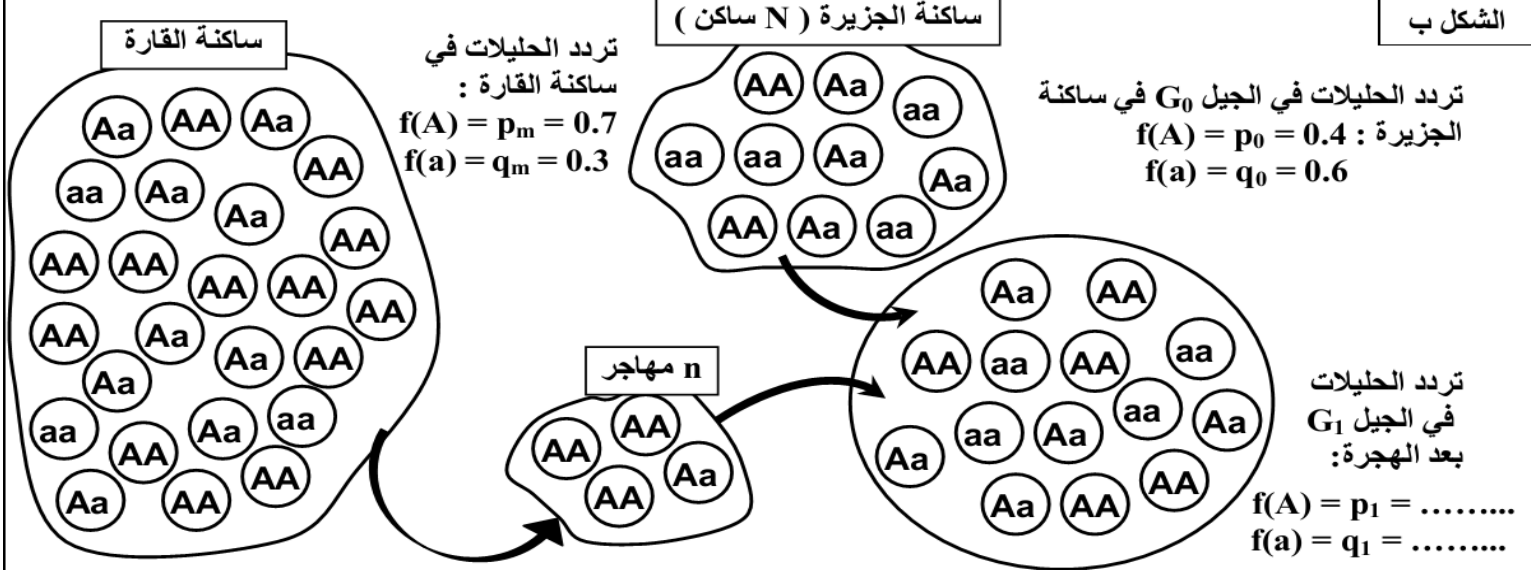 الشكل ب
ساكنة الجزيرة ( N ساكن )
ساكنة القارة
تردد الحليلات في
ساكنة القارة :
f(A) = pₘ = 0.7
f(a) = qₘ = 0.3
تردد الحليلات في الجيل G₀ في ساكنة
الجزيرة : f(A) = p₀ = 0.4
f(a) = q₀ = 0.6
Aa AA Aa
AA
aa Aa
Aa
AA
AA AA
AA AA
AA
AA Aa
Aa AA
Aa
aa Aa aa
AA
AA
Aa AA
AA Aa
aa
aa aa Aa
Aa
AA Aa aa
n مهاجر
AA AA
Aa
AA
Aa AA
AA aa AA aa
aa
aa Aa Aa
Aa
AA
Aa AA
تردد الحليلات
في الجيل G₁
بعد الهجرة:
f(A) = p₁ = ……...
f(a) = q₁ = ……...